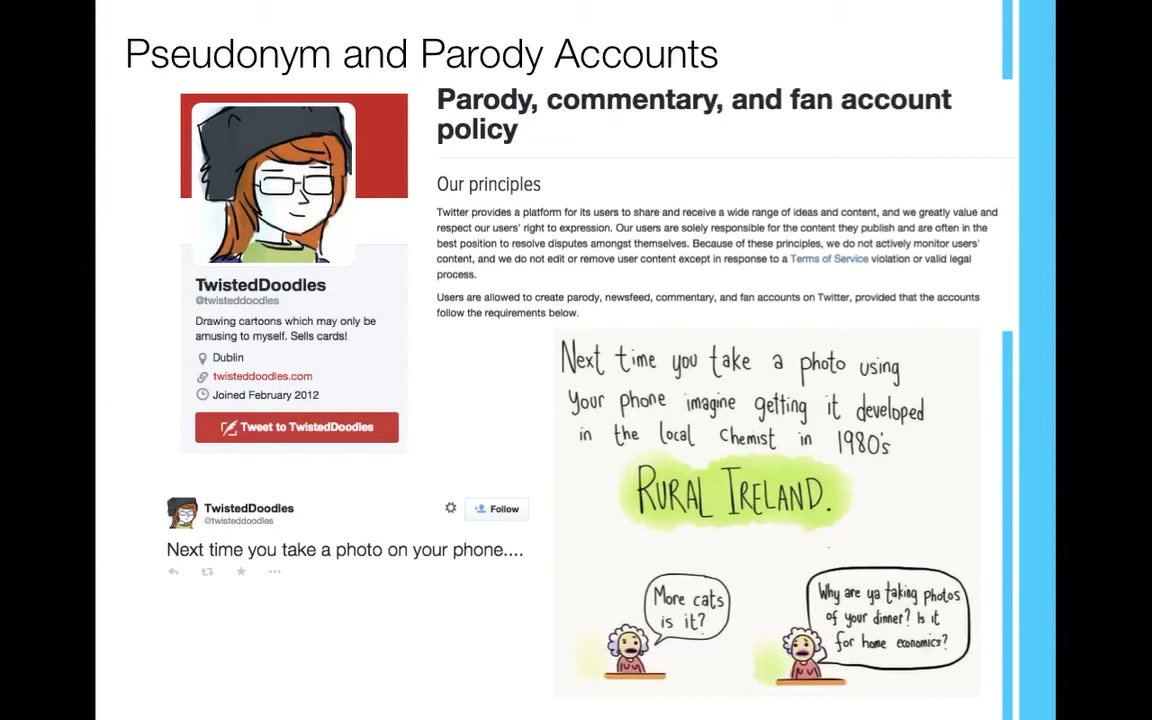 Pseudonym and Parody Accounts
TwistedDoodles
@twisteddoodles
Drawing cartoons which may only be
amusing to myself. Sells cards!
Dublin
twisteddoodles.com
Joined February 2012
Tweet to TwistedDoodles
TwistedDoodles
@twisteddoodles
Follow
Next time you take a photo on your phone....
Parody, commentary, and fan account
policy
Our principles
Twitter provides a platform for its users to share and receive a wide range of ideas and content, and we greatly value and
respect our users' right to expression. Our users are solely responsible for the content they publish and are often in the
best position to resolve disputes amongst themselves. Because of these principles, we do not actively monitor users'
content, and we do not edit or remove user content except in response to a Terms of Service violation or valid legal
process.
Users are allowed to create parody, newsfeed, commentary, and fan accounts on Twitter, provided that the accounts
follow the requirements below.
Next time you take a photo using
your phone imagine getting it developed
in the local chemist in 1980's
RURAL IRELAND.
More cats
is it?
Why are ya taking photos
of your dinner? Is it
for home economics?